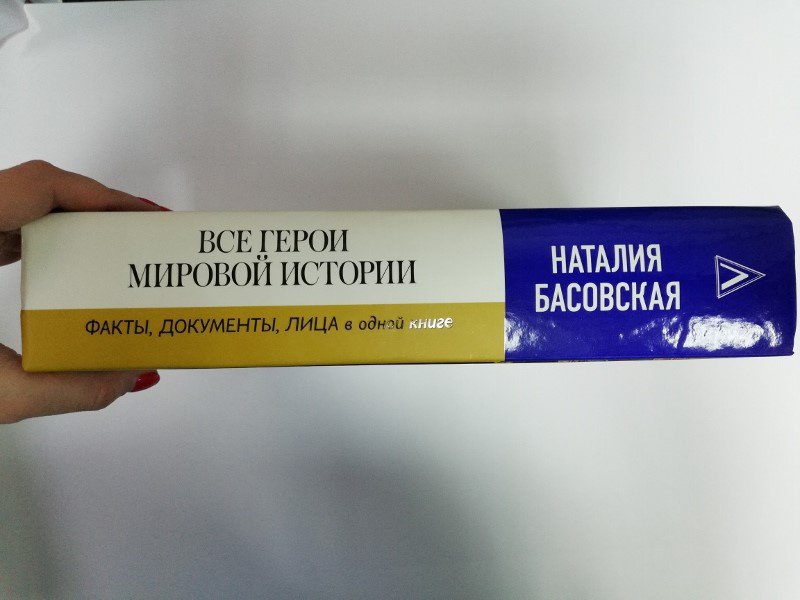 ВСЕ ГЕРОИ
МИРОВОЙ ИСТОРИИ
ФАКТЫ, ДОКУМЕНТЫ, ЛИЦА в одной книге
НАТАЛИЯ
БАСОВСКАЯ